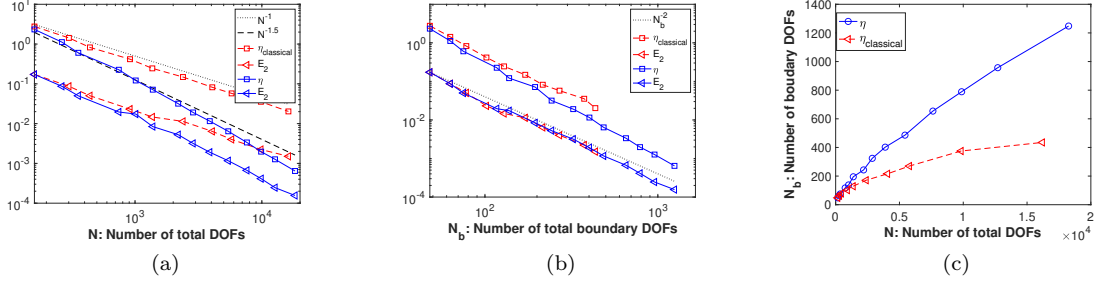 10^1
10^0
10^-1
10^-2
10^-3
10^-4
10^3
10^4
N: Number of total DOFs
N^-1
N^-1.5
η_classical
E_2
η
E_2
(a)
10^0
10^-2
10^-4
10^2
10^3
N_b: Number of total boundary DOFs
N_b^-2
η_classical
E_2
η
E_2
(b)
N_b: Number of boudary DOFs
1400
1200
1000
800
600
400
200
0
0
0.5
1
1.5
2
×10^4
N: Number of total DOFs
η
η_classical
(c)